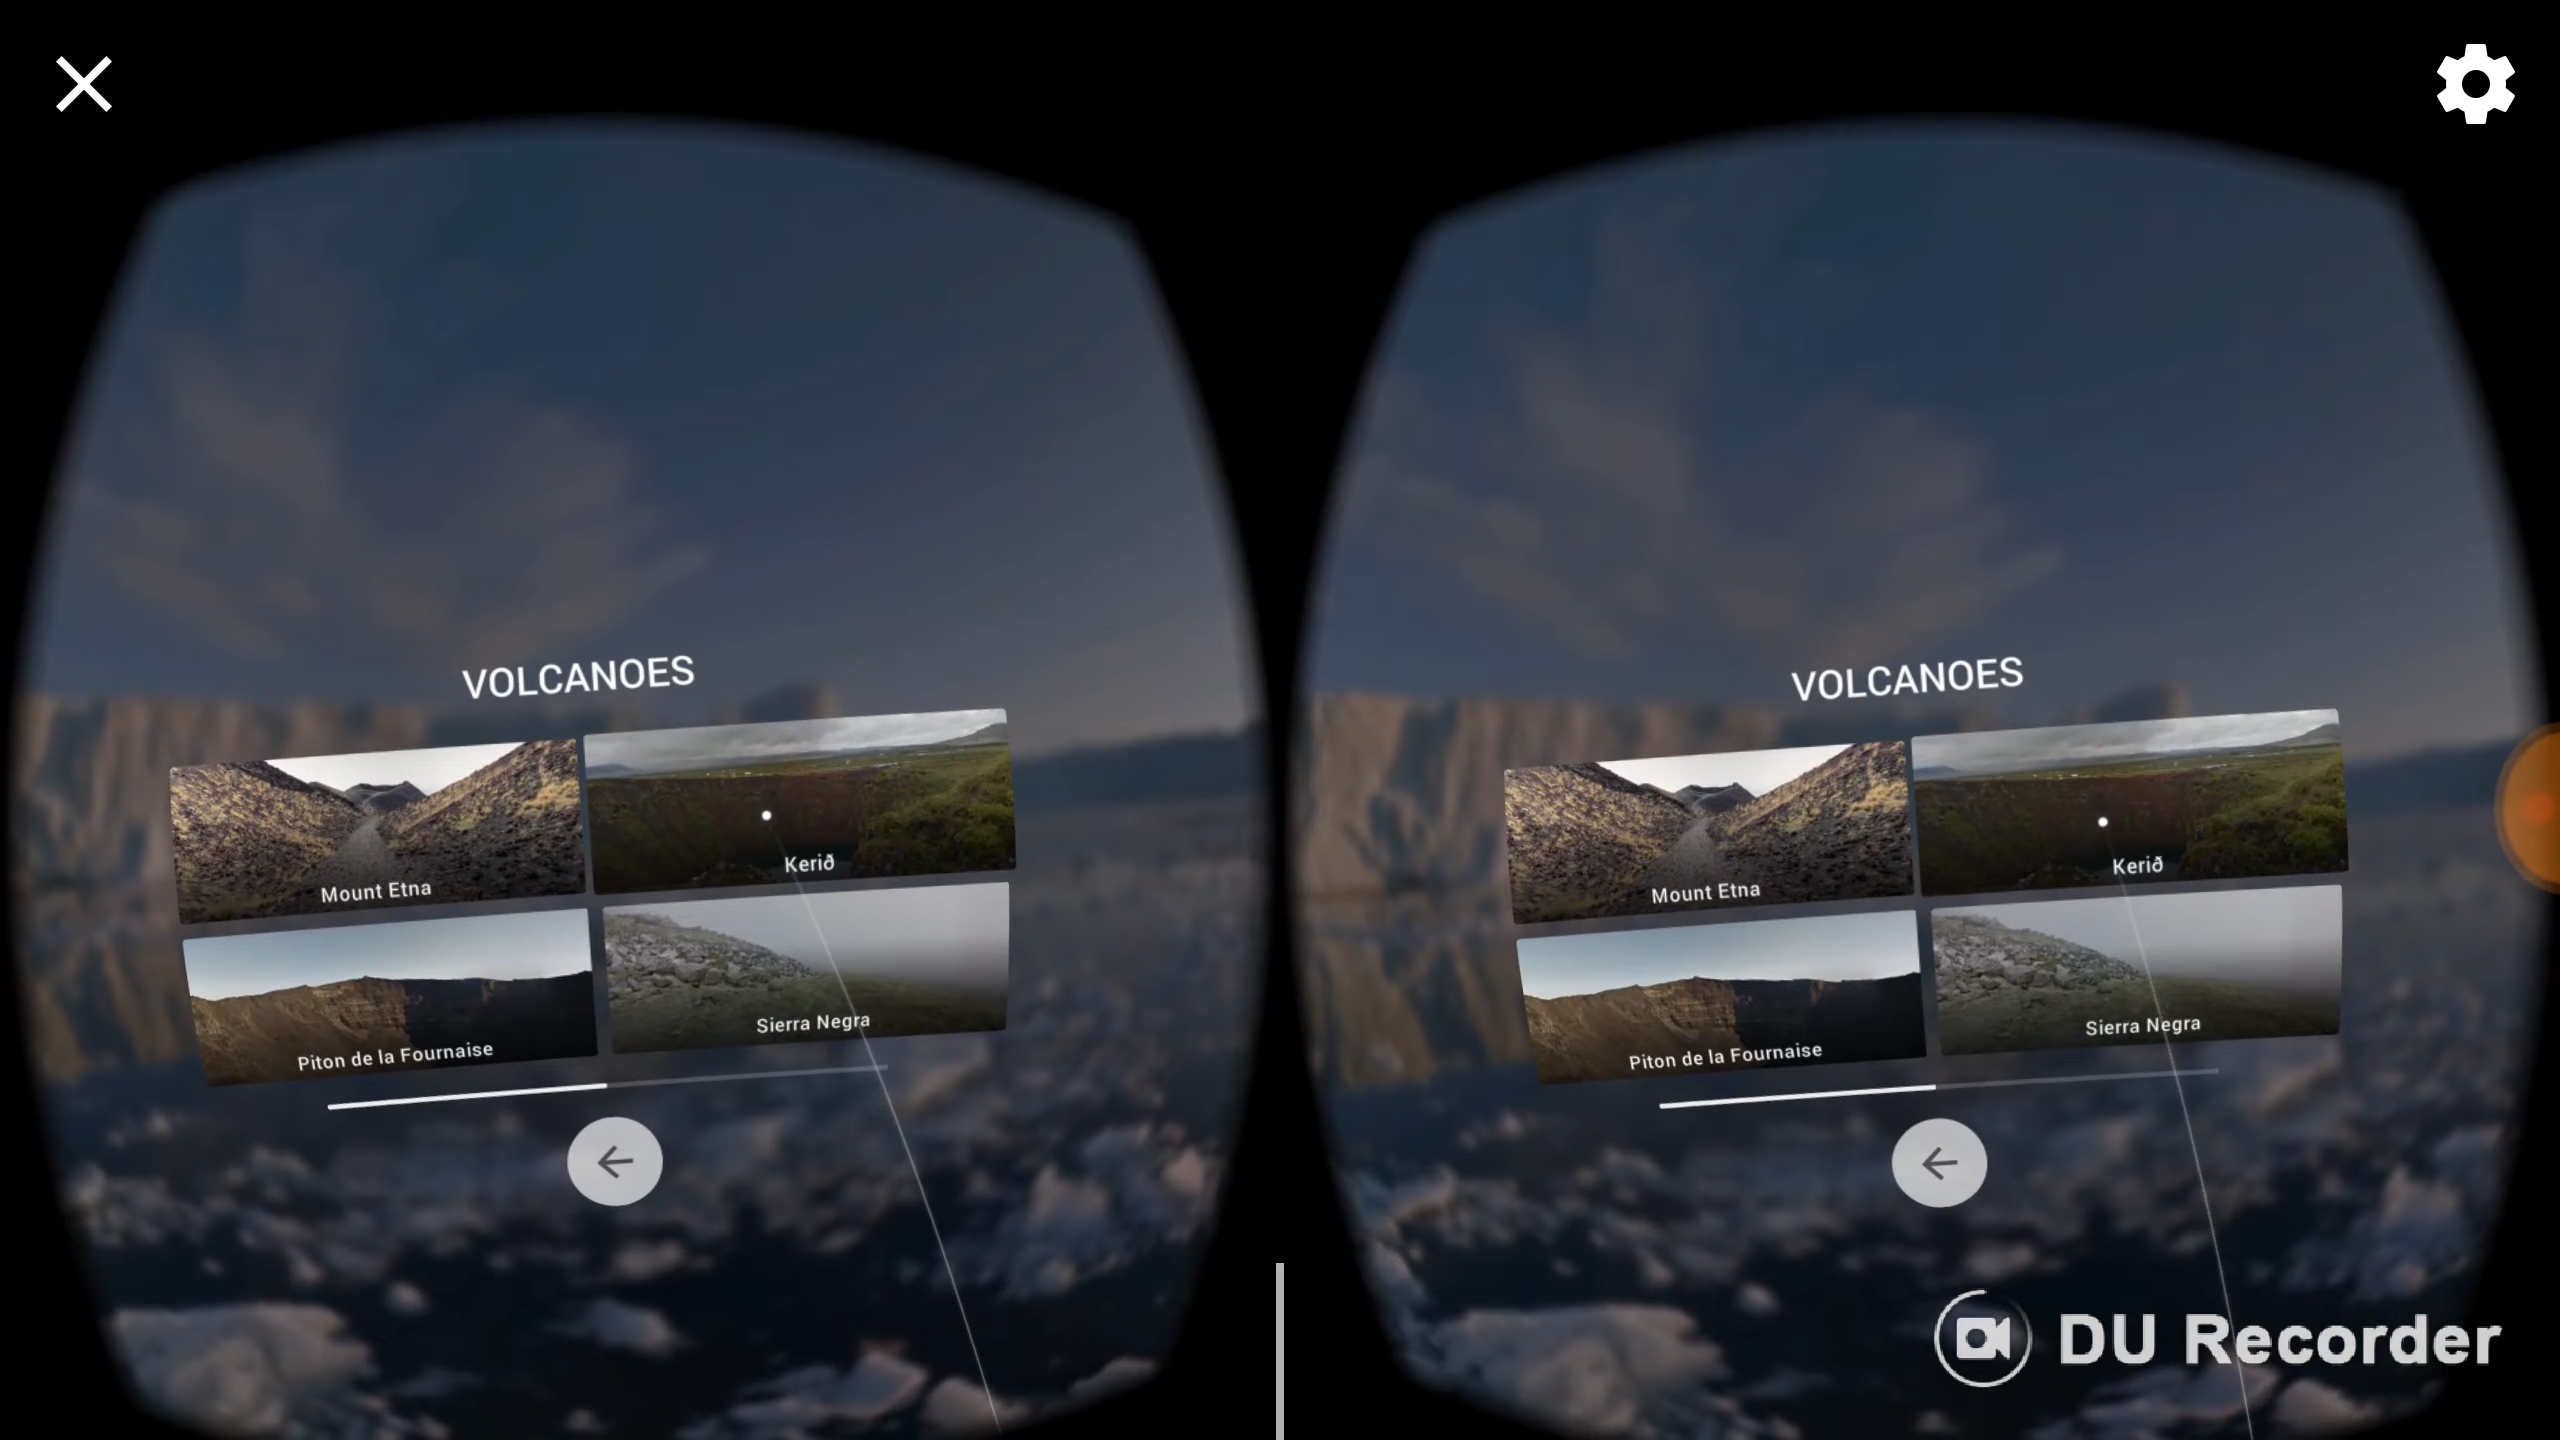 VOLCANOES
Mount Etna
Kerið
Piton de la Fournaise
Sierra Negra
VOLCANOES
Mount Etna
Kerið
Piton de la Fournaise
Sierra Negra
DU Recorder